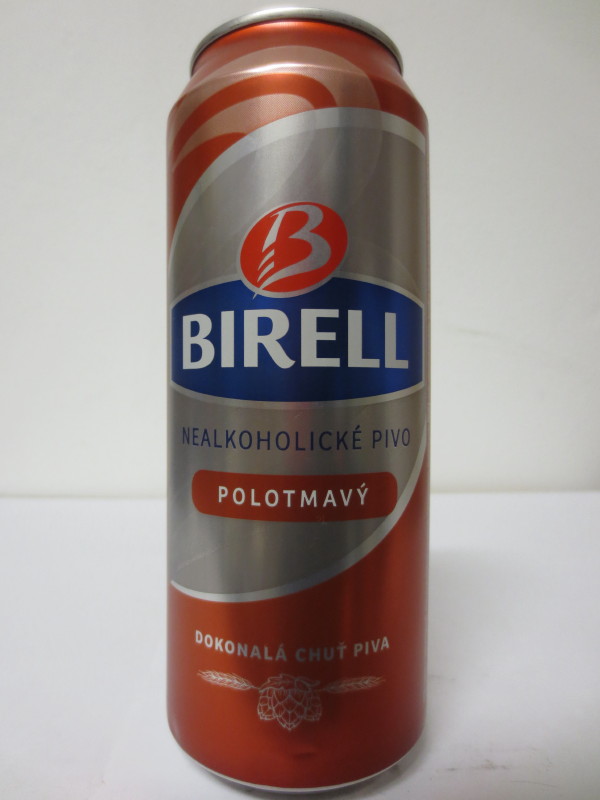 B
BIRELL
NEALKOHOLICKÉ PIVO
POLOTMAVÝ
DOKONALÁ CHUŤ PIVA